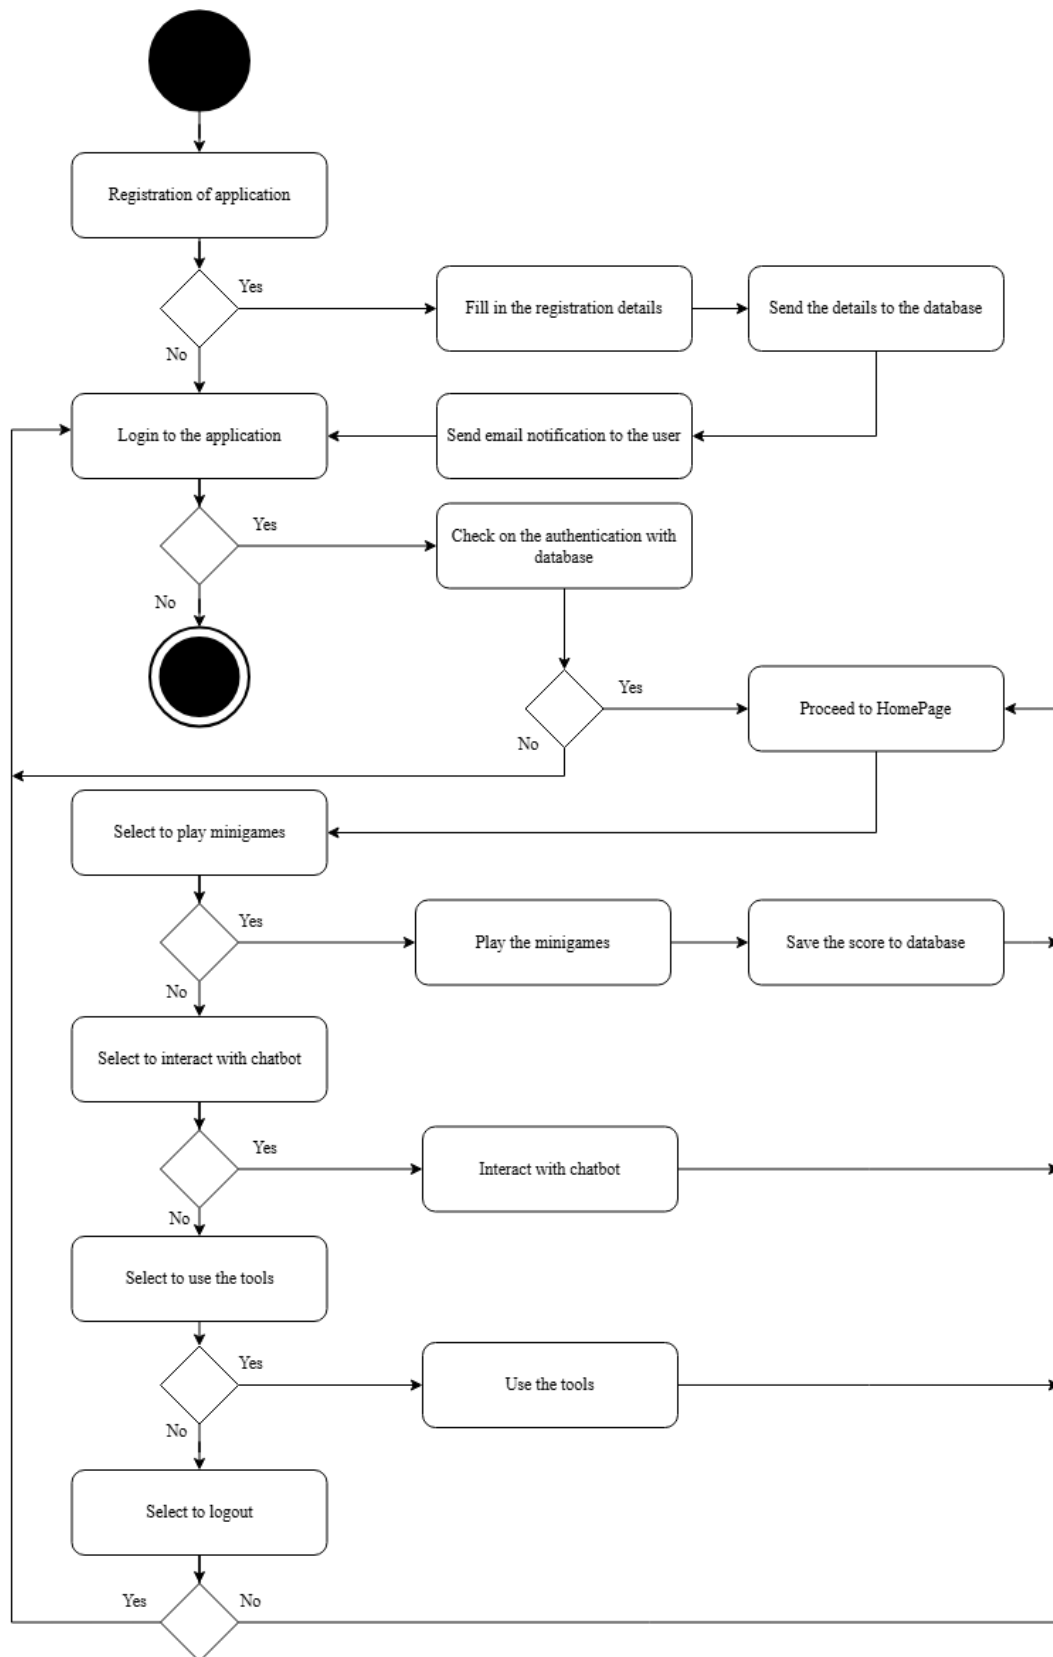 Registration of application
Yes
Fill in the registration details
Send the details to the database
No
Login to the application
Send email notification to the user
Yes
Check on the authentication with
database
No
Yes
Proceed to HomePage
No
Select to play minigames
Yes
Play the minigames
Save the score to database
No
Select to interact with chatbot
Yes
Interact with chatbot
No
Select to use the tools
Yes
Use the tools
No
Select to logout
Yes
No